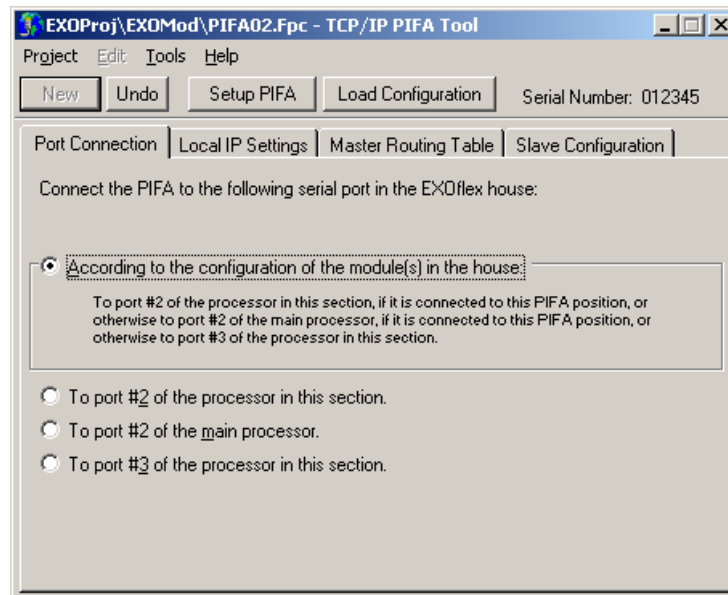 EXOProj\EXOMod\PIFA02.Fpc - TCP/IP PIFA Tool
Project Edit Tools Help
New Undo Setup PIFA Load Configuration Serial Number: 012345
Port Connection Local IP Settings Master Routing Table Slave Configuration
Connect the PIFA to the following serial port in the EXOflex house:
According to the configuration of the module(s) in the house:
To port #2 of the processor in this section, if it is connected to this PIFA position, or
otherwise to port #2 of the main processor, if it is connected to this PIFA position, or
otherwise to port #3 of the processor in this section.
To port #2 of the processor in this section.
To port #2 of the main processor.
To port #3 of the processor in this section.